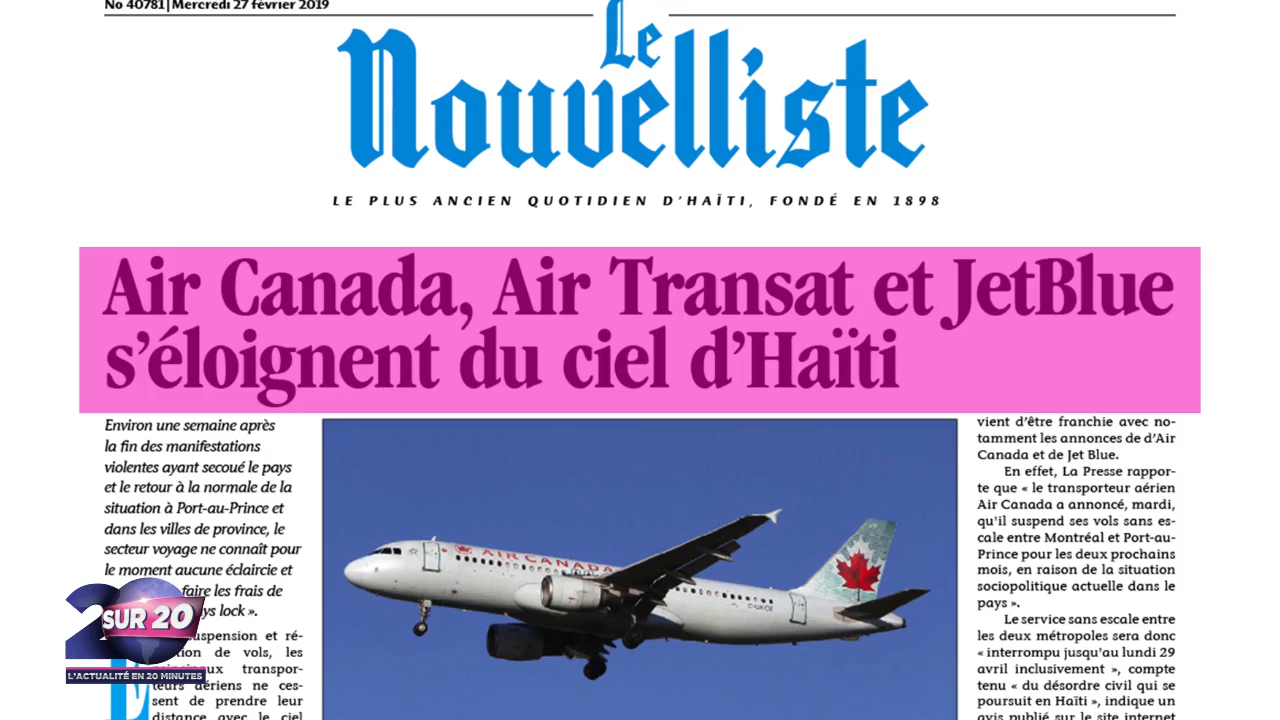 No 40781 | Mercredi 27 février 2019
Le
Nouvelliste
LE PLUS ANCIEN QUOTIDIEN D'HAÏTI, FONDÉ EN 1898
Air Canada, Air Transat et JetBlue
s'éloignent du ciel d'Haïti
Environ une semaine après
la fin des manifestations
violentes ayant secoué le pays
et le retour à la normale de la
situation à Port-au-Prince et
dans les villes de province, le
secteur voyage ne connaît pour
le moment aucune éclaircie et
faire les frais de
ys lock ».
uspension et ré-
tion de vols, les
transpor-
teurs aériens ne ces-
sent de prendre leur
distance avec le ciel
AIR CANADA
vient d'être franchie avec no-
tamment les annonces de d'Air
Canada et de Jet Blue.
En effet, La Presse rappor-
te que « le transporteur aérien
Air Canada a annoncé, mardi,
qu'il suspend ses vols sans es-
cale entre Montréal et Port-au-
Prince pour les deux prochains
mois, en raison de la situation
sociopolitique actuelle dans le
pays ».
Le service sans escale entre
les deux métropoles sera donc
« interrompu jusqu'au lundi 29
avril inclusivement », compte
tenu « du désordre civil qui se
poursuit en Haïti », indique un
avis publié sur le site internet
20
SUR 20
L'ACTUALITÉ EN 20 MINUTES